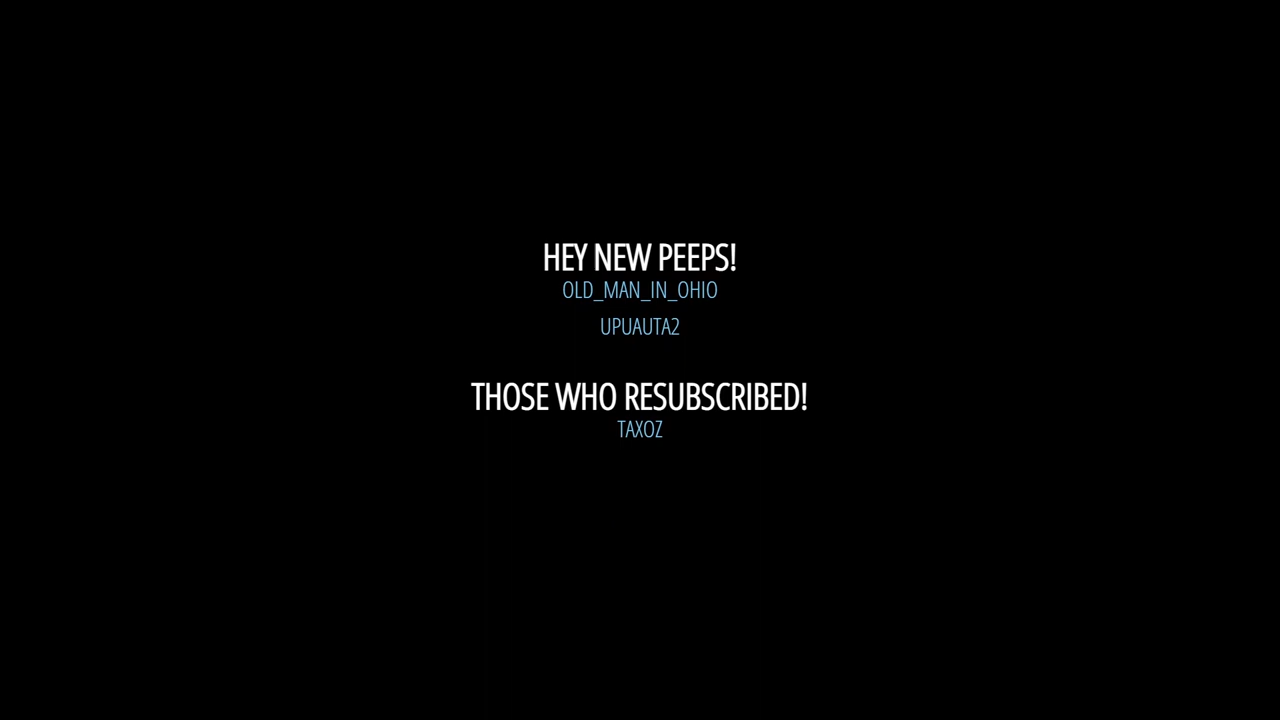 HEY NEW PEEPS!
OLD_MAN_IN_OHIO
UPUAUTA2
THOSE WHO RESUBSCRIBED!
TAXOZ